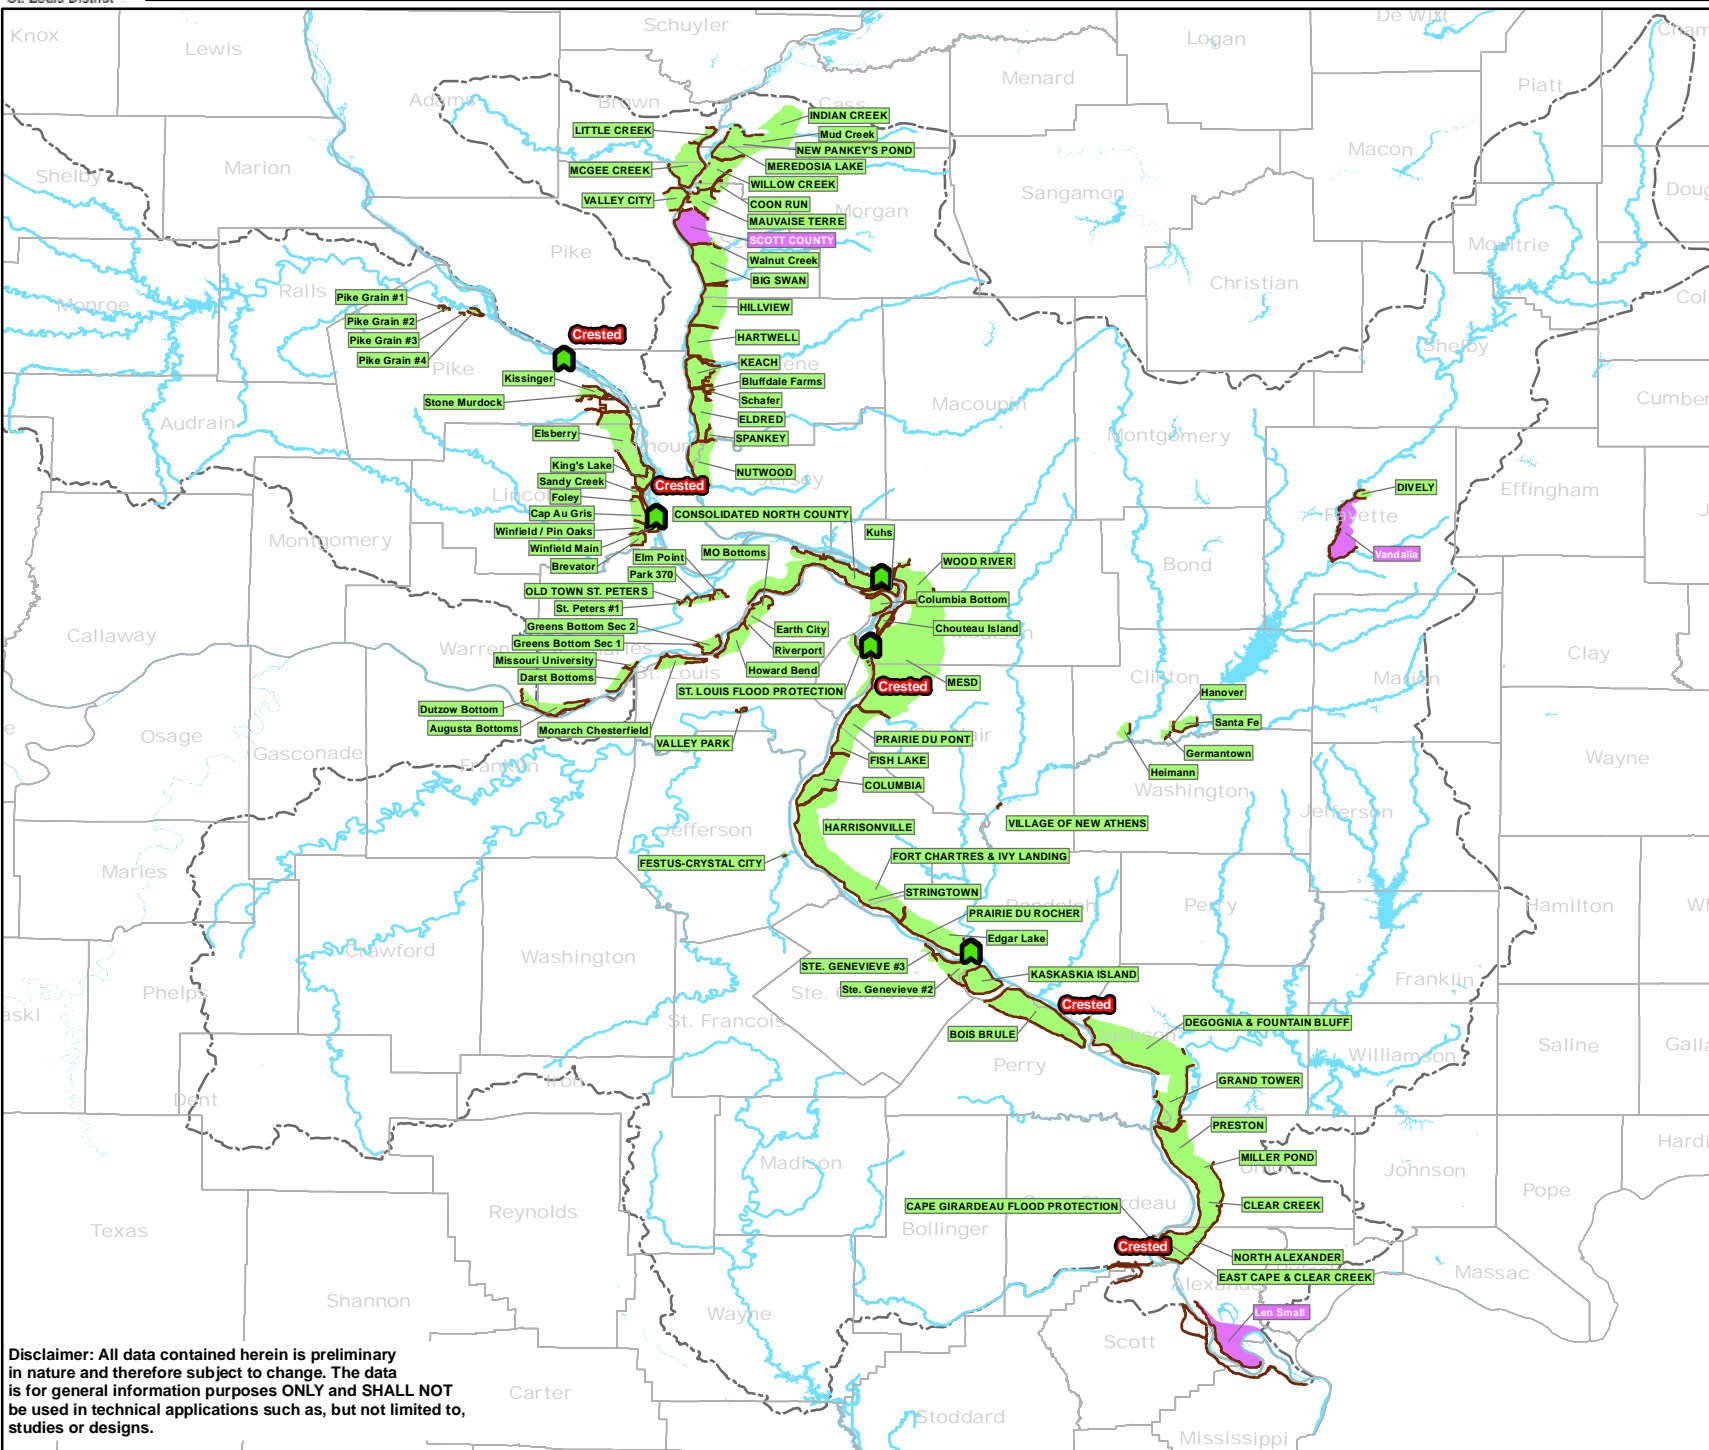 St. Louis District
Knox
Lewis
Schuyler
De Witt
Logan
Menard
Piatt
Adams
Brown
Cass
INDIAN CREEK
LITTLE CREEK
Mud Creek
NEW PANKEY'S POND
Macon
Marion
Shelby
MCGEE CREEK
MEREDOSIA LAKE
WILLOW CREEK
Sangamon
VALLEY CITY
COON RUN
Morgan
MAUVAISE TERRE
SCOTT COUNTY
Moultrie
Pike
Walnut Creek
BIG SWAN
Christian
Monroe
Ralls
Pike Grain #1
HILLVIEW
Pike Grain #2
Crested
Pike Grain #3
HARTWELL
Shelby
Pike Grain #4
Pike
KEACH
Kissinger
Bluffdale Farms
Stone Murdock
Schafer
Macoupin
Cumber
Audrain
ELDRED
Elsberry
SPANKEY
Montgomery
King's Lake
NUTWOOD
Sandy Creek
Crested
Jersey
DIVELY
Effingham
Foley
Cap Au Gris
CONSOLIDATED NORTH COUNTY
Fayette
Winfield / Pin Oaks
Kuhs
Montgomery
Winfield Main
MO Bottoms
Vandalia
Elm Point
WOOD RIVER
Bond
Brevator
Park 370
OLD TOWN ST. PETERS
Columbia Bottom
St. Peters #1
Chouteau Island
Callaway
Greens Bottom Sec 2
Earth City
Greens Bottom Sec 1
Riverport
Warren
Missouri University
Howard Bend
Clay
Darst Bottoms
St. Louis
ST. LOUIS FLOOD PROTECTION
Crested
MESD
Clinton
Marion
Hanover
Dutzow Bottom
Augusta Bottoms
Monarch Chesterfield
Santa Fe
Osage
VALLEY PARK
PRAIRIE DU PONT
Germantown
Gasconade
FISH LAKE
Wayne
Franklin
Heimann
COLUMBIA
Washington
Jefferson
Jefferson
HARRISONVILLE
VILLAGE OF NEW ATHENS
FESTUS-CRYSTAL CITY
FORT CHARTRES & IVY LANDING
Maries
STRINGTOWN
Randolph
Perry
Hamilton
PRAIRIE DU ROCHER
Edgar Lake
Crawford
Washington
STE. GENEVIEVE #3
KASKASKIA ISLAND
Franklin
Phelps
Ste. Genevieve #2
Ste. Genevieve
Crested
St. Francois
BOIS BRULE
DEGOGNIA & FOUNTAIN BLUFF
Jackson
Williamson
Saline
Perry
Iron
GRAND TOWER
Dent
PRESTON
MILLER POND
Union
Johnson
Madison
Pope
Texas
Reynolds
CAPE GIRARDEAU FLOOD PROTECTION
CLEAR CREEK
Bollinger
Crested
NORTH ALEXANDER
EAST CAPE & CLEAR CREEK
Massac
Alexander
Shannon
Wayne
Len Small
Scott
Disclaimer: All data contained herein is preliminary
in nature and therefore subject to change. The data
is for general information purposes ONLY and SHALL NOT
be used in technical applications such as, but not limited to,
studies or designs.
Carter
Stoddard
Mississippi